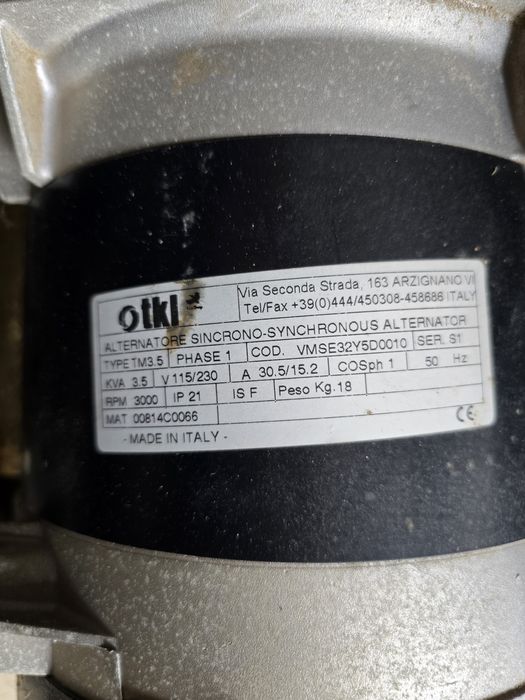 tkl
Via Seconda Strada, 163 ARZIGNANO VI
Tel/Fax +39(0)444/450308-458686 ITALY
ALTERNATORE SINCRONO-SYNCHRONOUS ALTERNATOR
TYPE TM3.5 PHASE 1 COD. VMSE32Y5D0010 SER. S1
KVA 3.5 V 115/230 A 30.5/15.2 COSph 1 50 Hz
RPM 3000 IP 21 IS F Peso Kg.18
MAT 00814C0066
- MADE IN ITALY - CE